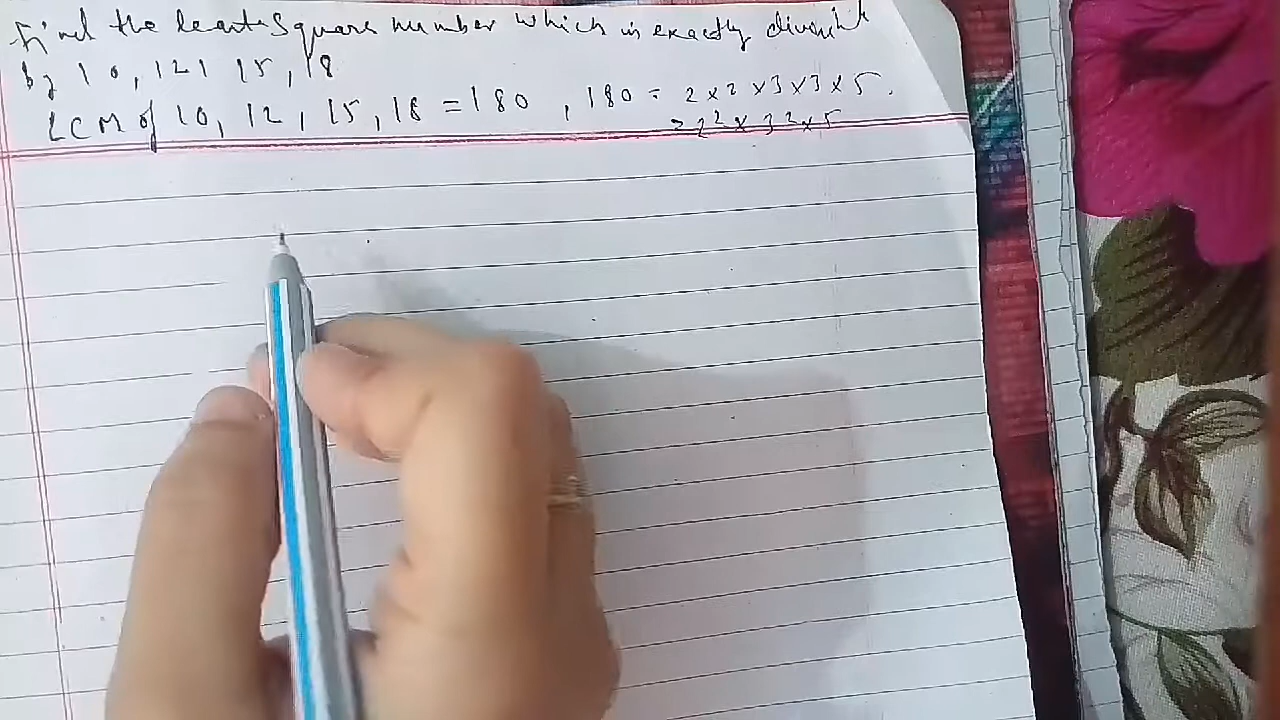 Find the least square number which is exactly divisib
by 10, 12, 15, 18
LCM of 10, 12, 15, 18 = 180 , 180 = 2 x 2 x 3 x 3 x 5.
= 2² x 3² x 5